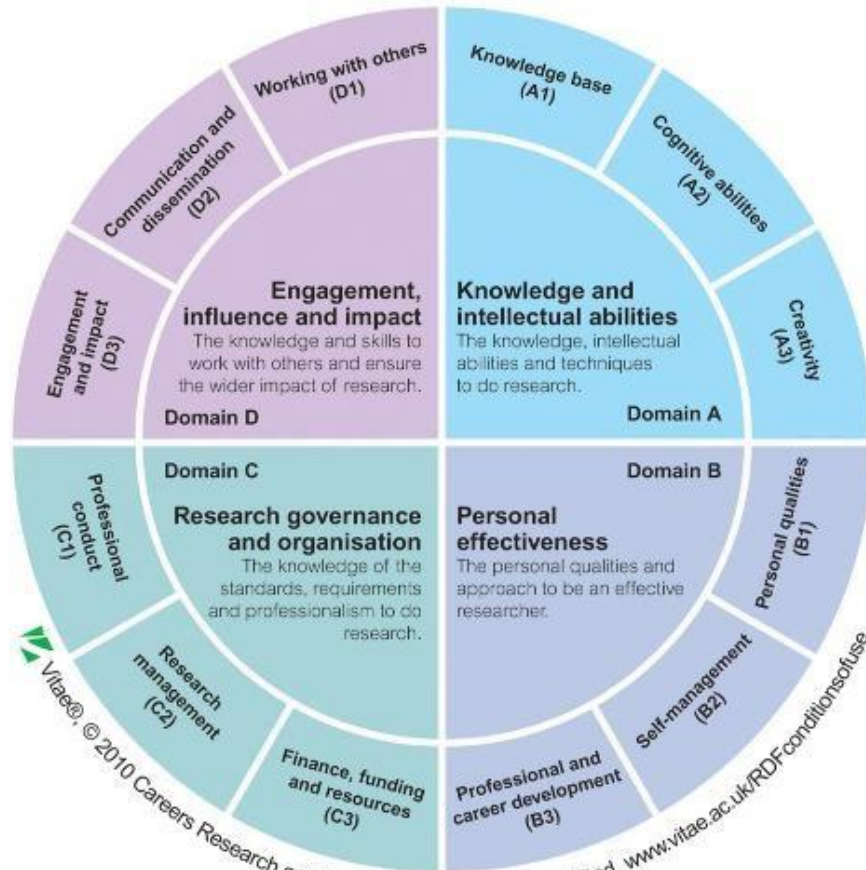 Working with others
(D1)
Knowledge base
(A1)
Communication and
dissemination
(D2)
Cognitive abilities
(A2)
Engagement
and impact
(D3)
Creativity
(A3)
Engagement,
influence and impact
The knowledge and skills to
work with others and ensure
the wider impact of research.
Domain D
Knowledge and
intellectual abilities
The knowledge, intellectual
abilities and techniques
to do research.
Domain A
Domain C
Research governance
and organisation
The knowledge of the
standards, requirements
and professionalism to do
research.
Domain B
Personal
effectiveness
The personal qualities and
approach to be an effective
researcher.
Professional
conduct
(C1)
Personal qualities
(B1)
Research
management
(C2)
Self-management
(B2)
Finance, funding
and resources
(C3)
Professional and
career development
(B3)
Vitae®, © 2010 Careers Research
www.vitae.ac.uk/RDFconditionsofuse